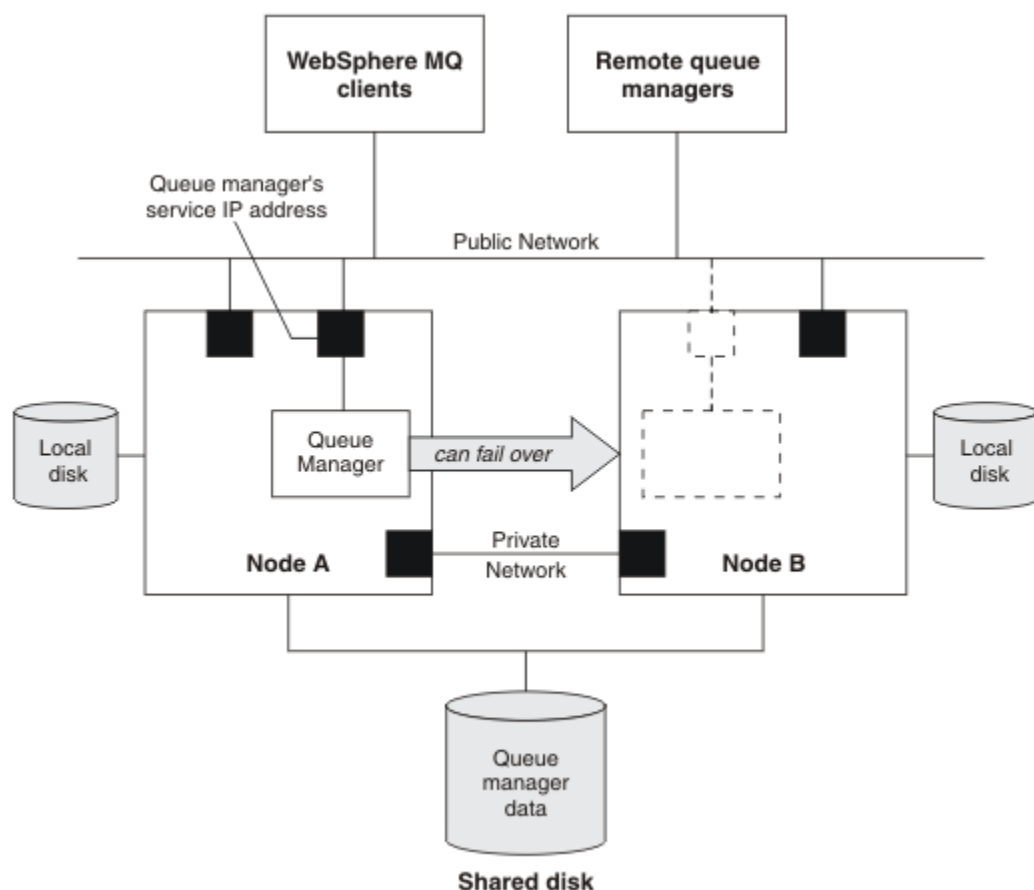 WebSphere MQ
clients
Remote queue
managers
Queue manager's
service IP address
Public Network
Local
disk
Queue
Manager
can fail over
Local
disk
Private
Network
Node A
Node B
Queue
manager
data
Shared disk